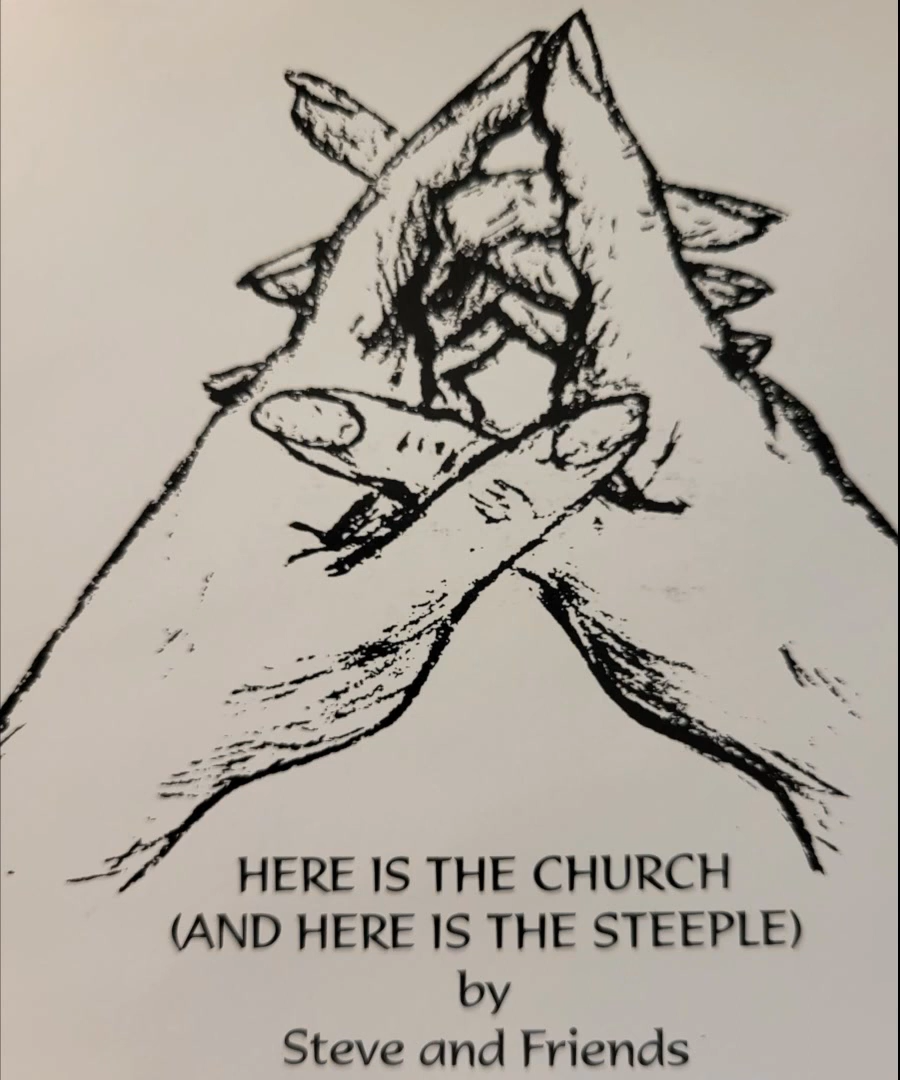 HERE IS THE CHURCH
(AND HERE IS THE STEEPLE)
by
Steve and Friends